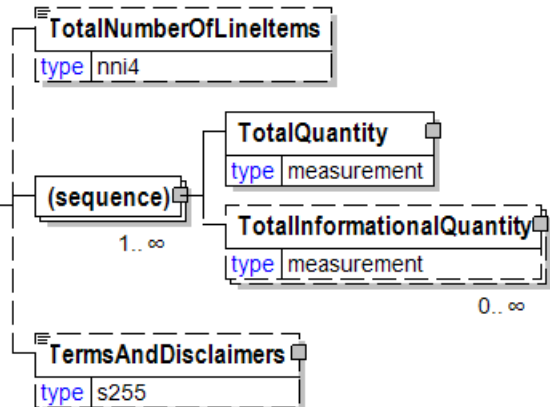 TotalNumberOfLineItems
type nni4
TotalQuantity
type measurement
(sequence)
1.. ∞
TotalInformationalQuantity
type measurement
0.. ∞
TermsAndDisclaimers
type s255